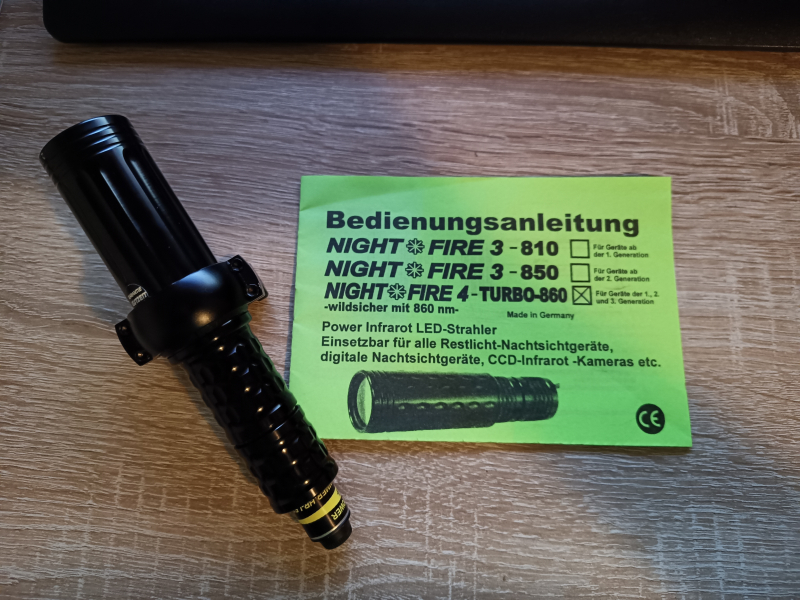 Bedienungsanleitung
NIGHT FIRE 3 - 810
Für Geräte ab
der 1. Generation
NIGHT FIRE 3 - 850
Für Geräte ab
der 2. Generation
NIGHT FIRE 4 - TURBO-860
Für Geräte der 1., 2.
und 3. Generation
-wildsicher mit 860 nm-
Made in Germany
Power Infrarot LED-Strahler
Einsetzbar für alle Restlicht-Nachtsichtgeräte,
digitale Nachtsichtgeräte, CCD-Infrarot -Kameras etc.
CE